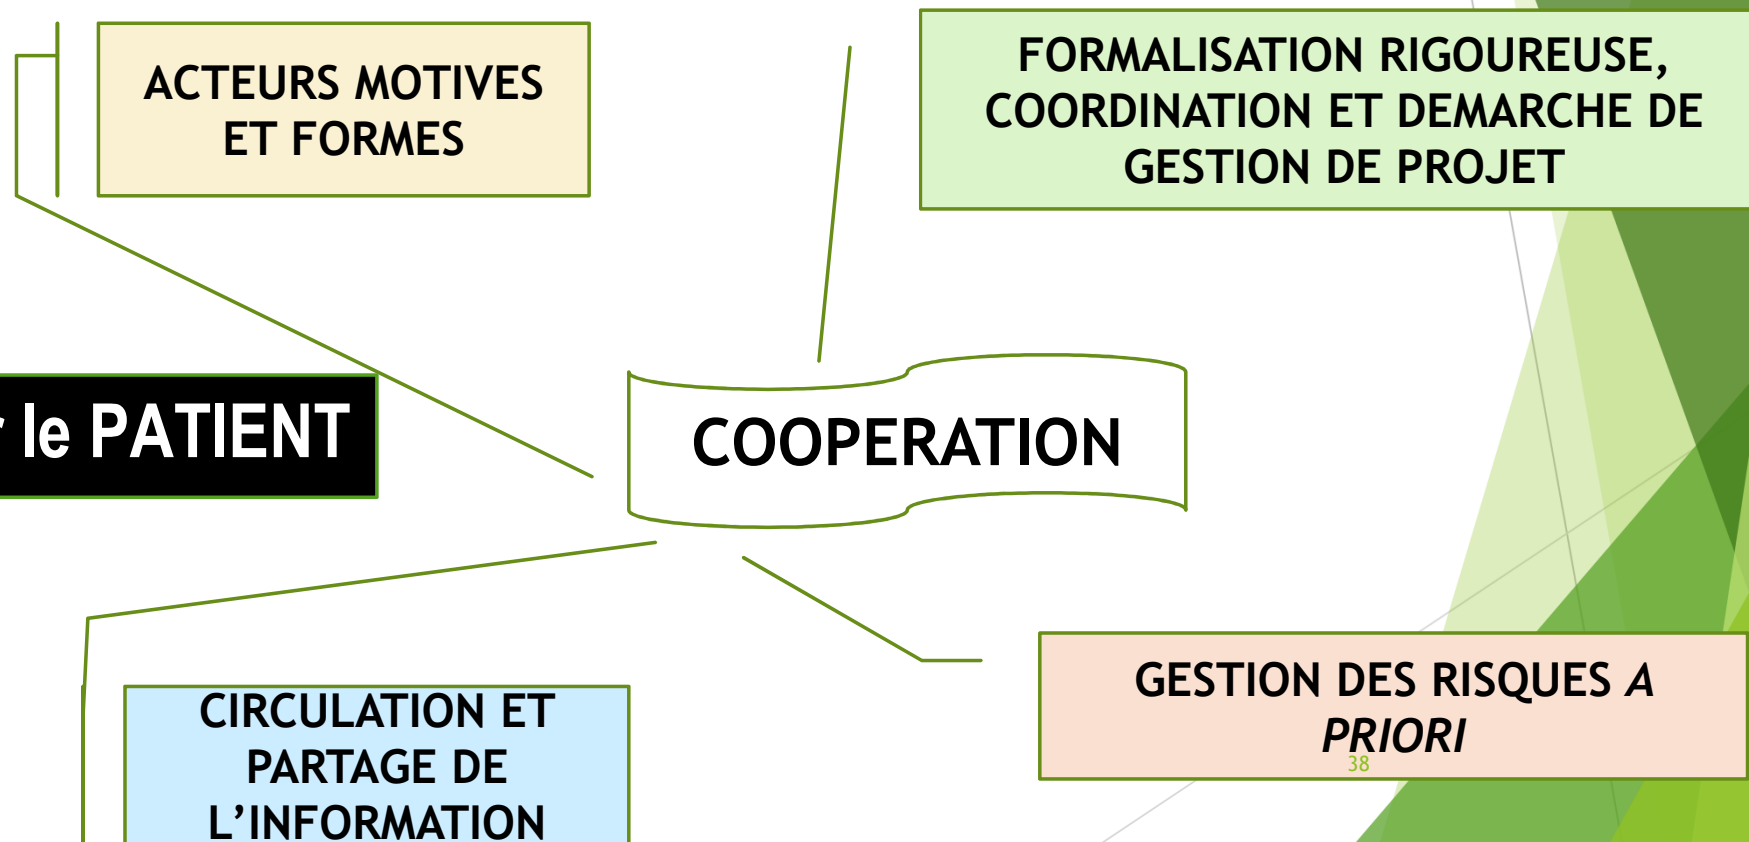 ACTEURS MOTIVES
ET FORMES
FORMALISATION RIGOUREUSE,
COORDINATION ET DEMARCHE DE
GESTION DE PROJET
le PATIENT
COOPERATION
GESTION DES RISQUES A
PRIORI
38
CIRCULATION ET
PARTAGE DE
L’INFORMATION